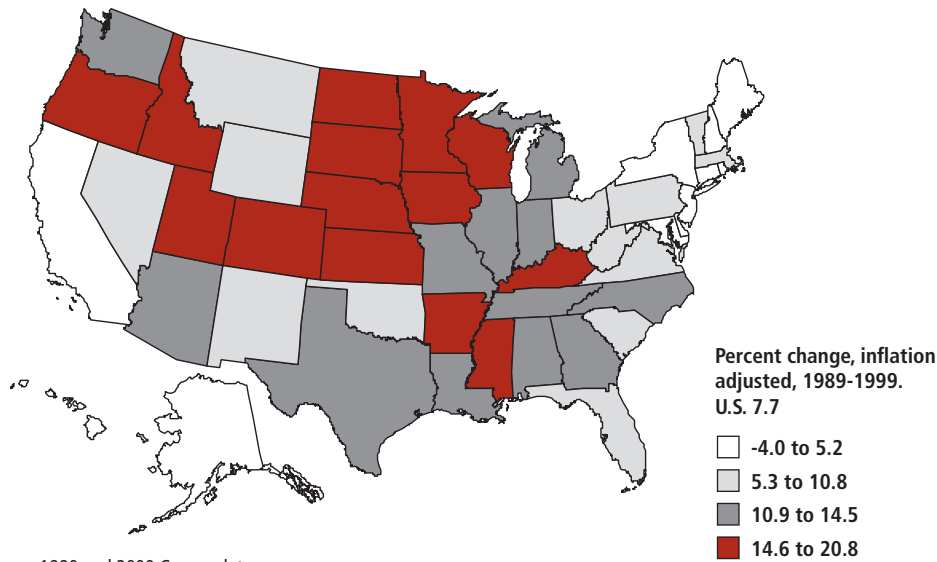 Percent change, inflation
adjusted, 1989-1999.
U.S. 7.7
-4.0 to 5.2
5.3 to 10.8
10.9 to 14.5
14.6 to 20.8